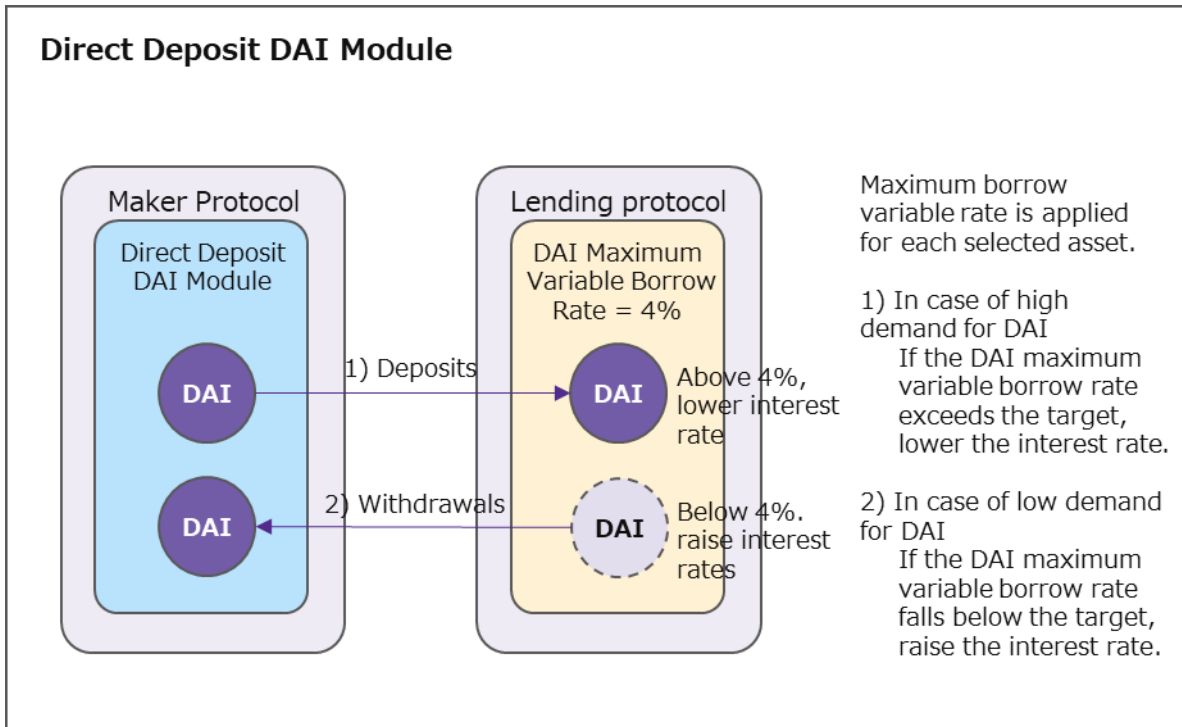 Direct Deposit DAI Module
Maker Protocol
Direct Deposit
DAI Module
DAI
DAI
1) Deposits
2) Withdrawals
Lending protocol
DAI Maximum
Variable Borrow
Rate = 4%
DAI
Above 4%,
lower interest
rate
DAI
Below 4%.
raise interest
rates
Maximum borrow
variable rate is applied
for each selected asset.
1) In case of high
demand for DAI
If the DAI maximum
variable borrow rate
exceeds the target,
lower the interest rate.
2) In case of low demand
for DAI
If the DAI maximum
variable borrow rate
falls below the target,
raise the interest rate.